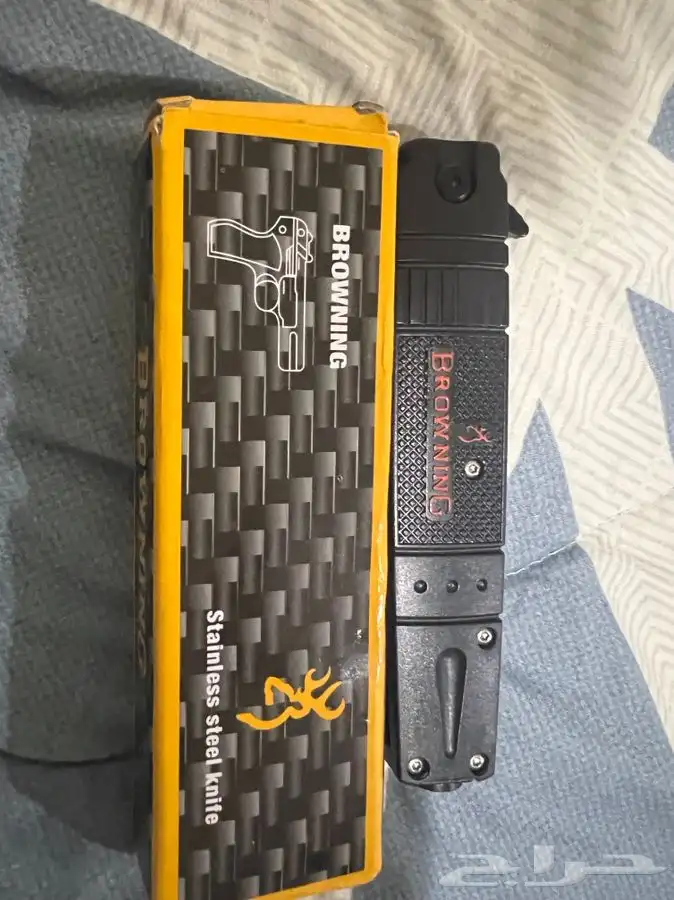 BROWNING
Stainless steel knife
BROWNING
BROWNING
حراج